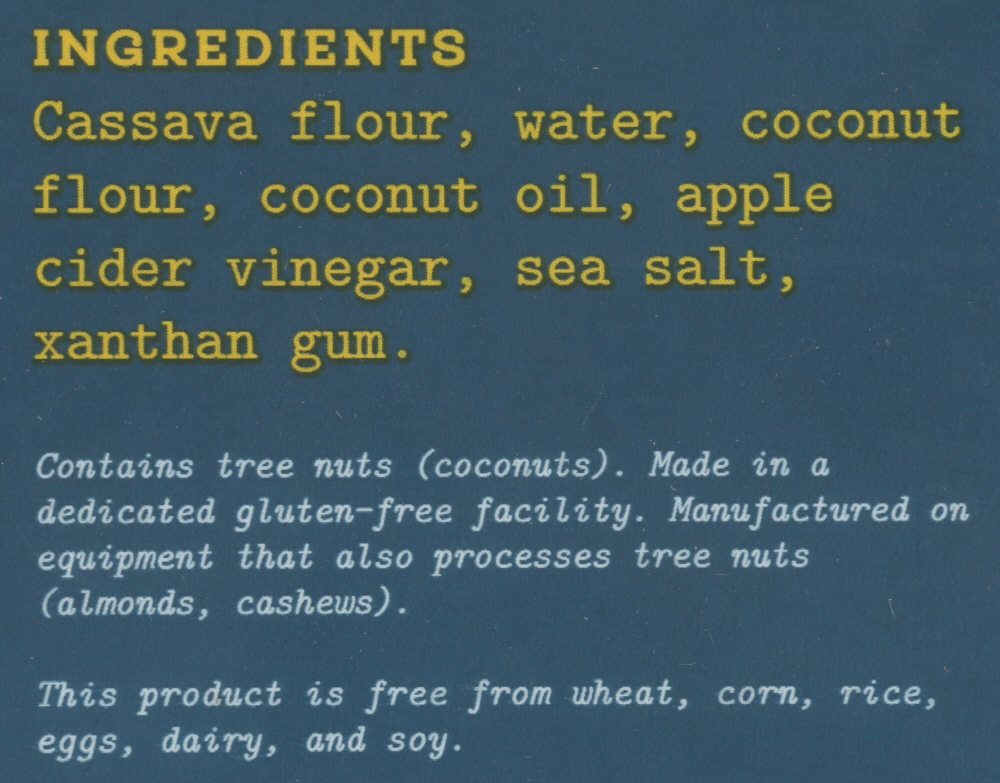 INGREDIENTS
Cassava flour, water, coconut
flour, coconut oil, apple
cider vinegar, sea salt,
xanthan gum.
Contains tree nuts (coconuts). Made in a
dedicated gluten-free facility. Manufactured on
equipment that also processes tree nuts
(almonds, cashews).
This product is free from wheat, corn, rice,
eggs, dairy, and soy.